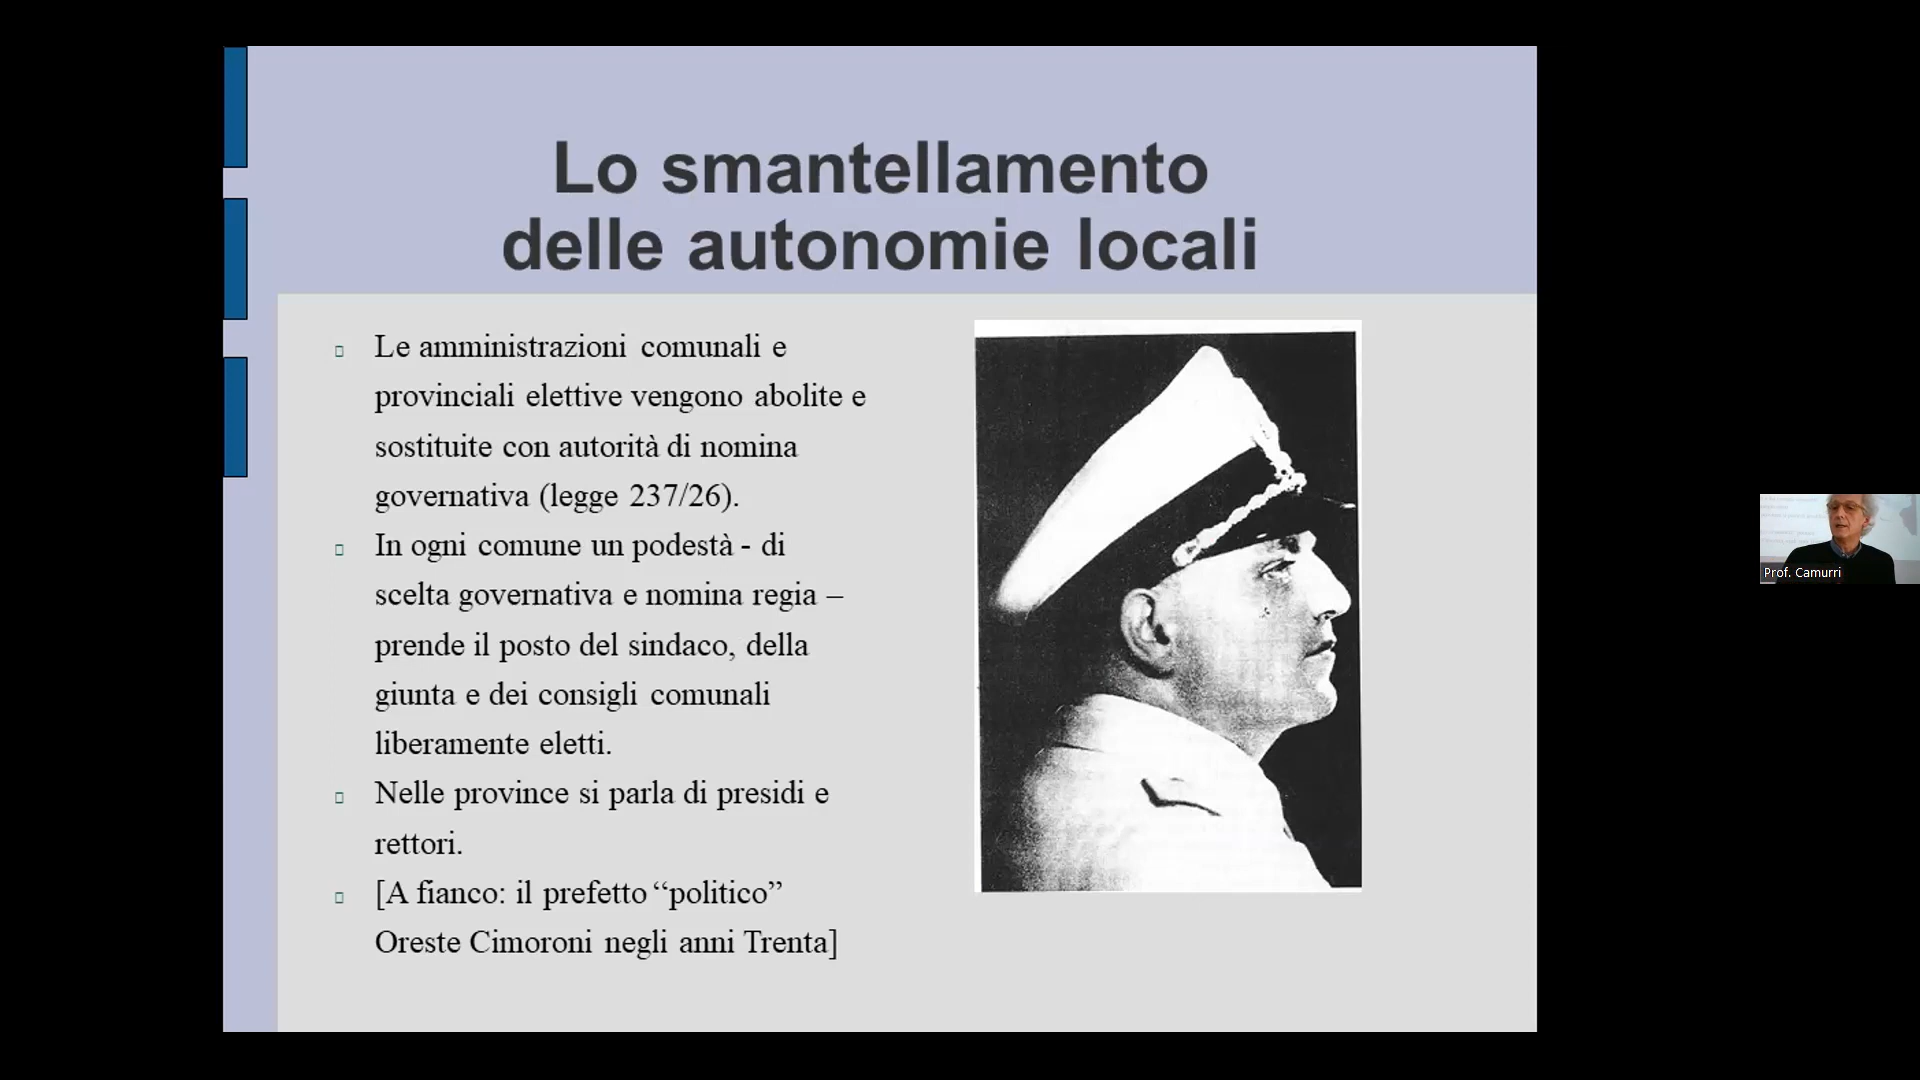 Lo smantellamento
delle autonomie locali
Le amministrazioni comunali e
provinciali elettive vengono abolite e
sostituite con autorità di nomina
governativa (legge 237/26).
In ogni comune un podestà - di
scelta governativa e nomina regia –
prende il posto del sindaco, della
giunta e dei consigli comunali
liberamente eletti.
Nelle province si parla di presidi e
rettori.
[A fianco: il prefetto “politico”
Oreste Cimoroni negli anni Trenta]
Prof. Camurri